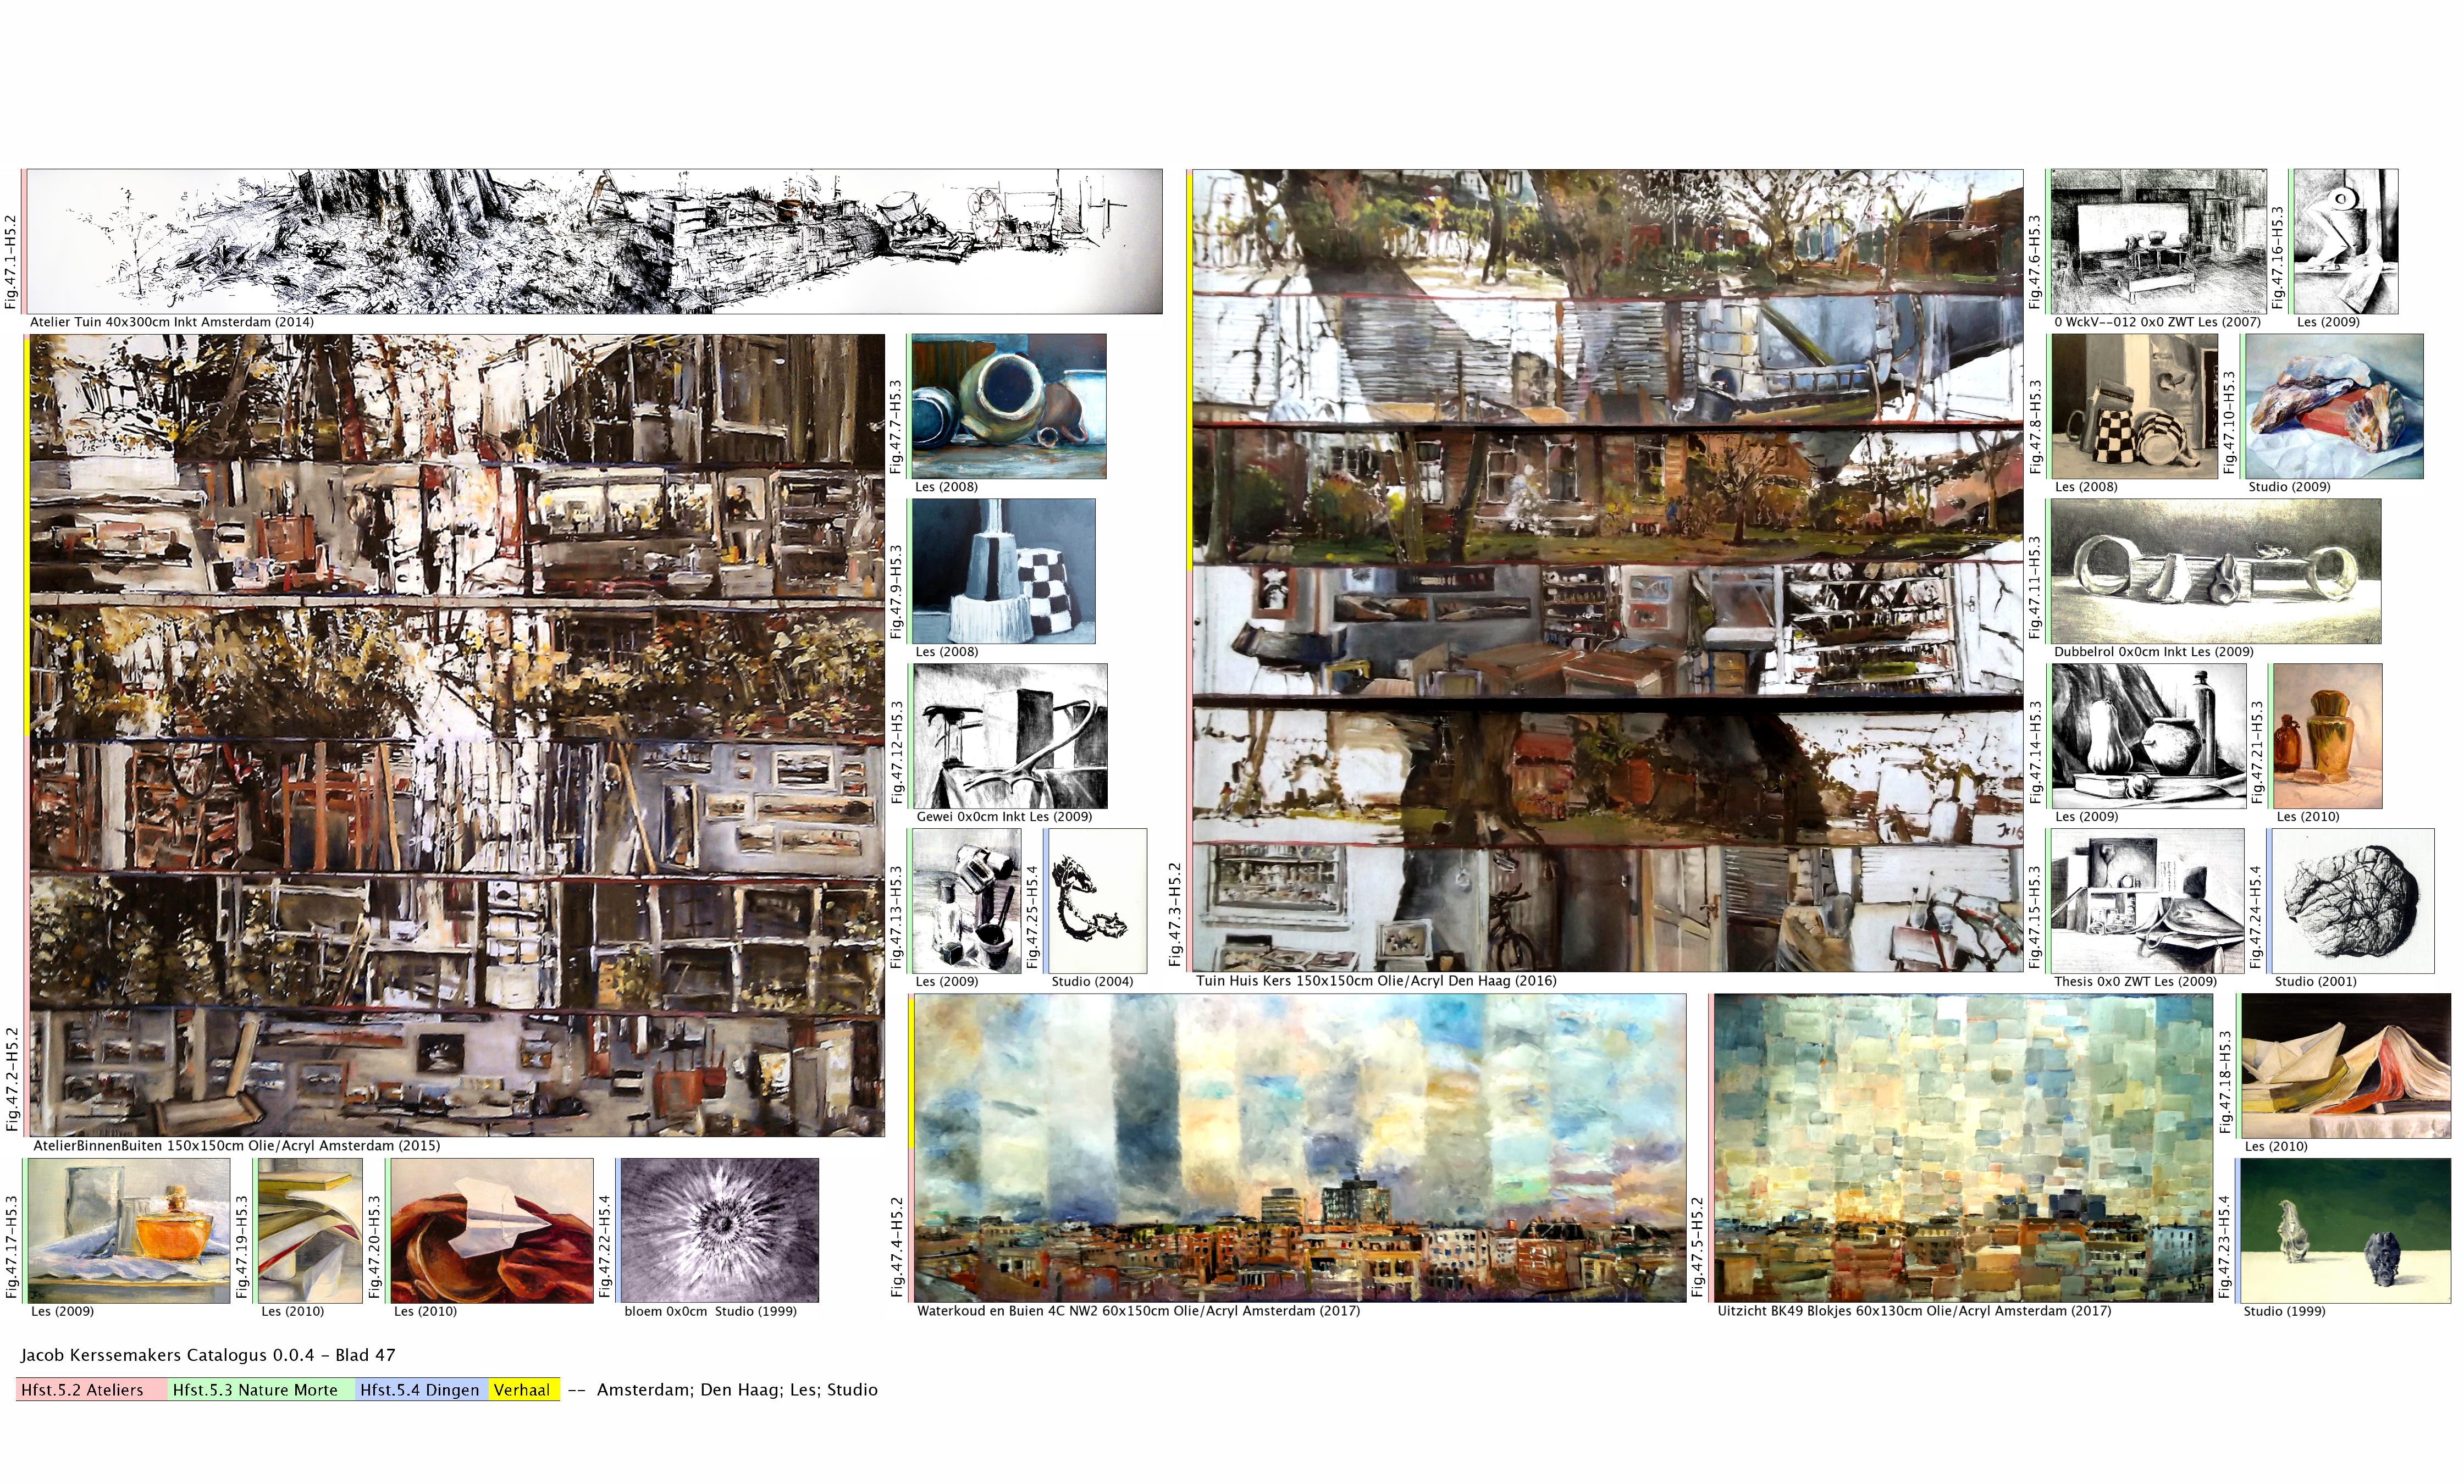 Fig.47.1-H5.2
Atelier Tuin 40x300cm Inkt Amsterdam (2014)
Fig.47.2-H5.2
AtelierBinnenBuiten 150x150cm Olie/Acryl Amsterdam (2015)
Fig.47.7-H5.3
Les (2008)
Fig.47.9-H5.3
Les (2008)
Fig.47.12-H5.3
Gewei 0x0cm Inkt Les (2009)
Fig.47.13-H5.3
Les (2009)
Fig.47.25-H5.4
Studio (2004)
Fig.47.3-H5.2
Tuin Huis Kers 150x150cm Olie/Acryl Den Haag (2016)
Fig.47.6-H5.3
0 WckV--012 0x0 ZWT Les (2007)
Fig.47.16-H5.3
Les (2009)
Fig.47.8-H5.3
Les (2008)
Fig.47.10-H5.3
Studio (2009)
Fig.47.11-H5.3
Dubbelrol 0x0cm Inkt Les (2009)
Fig.47.14-H5.3
Les (2009)
Fig.47.21-H5.3
Les (2010)
Fig.47.15-H5.3
Thesis 0x0 ZWT Les (2009)
Fig.47.24-H5.4
Studio (2001)
Fig.47.17-H5.3
Les (2009)
Fig.47.19-H5.3
Les (2010)
Fig.47.20-H5.3
Les (2010)
Fig.47.22-H5.4
bloem 0x0cm Studio (1999)
Fig.47.4-H5.2
Waterkoud en Buien 4C NW2 60x150cm Olie/Acryl Amsterdam (2017)
Fig.47.5-H5.2
Uitzicht BK49 Blokjes 60x130cm Olie/Acryl Amsterdam (2017)
Fig.47.18-H5.3
Les (2010)
Fig.47.23-H5.4
Studio (1999)
Jacob Kerssemakers Catalogus 0.0.4 - Blad 47
Hfst.5.2 Ateliers Hfst.5.3 Nature Morte Hfst.5.4 Dingen Verhaal -- Amsterdam; Den Haag; Les; Studio